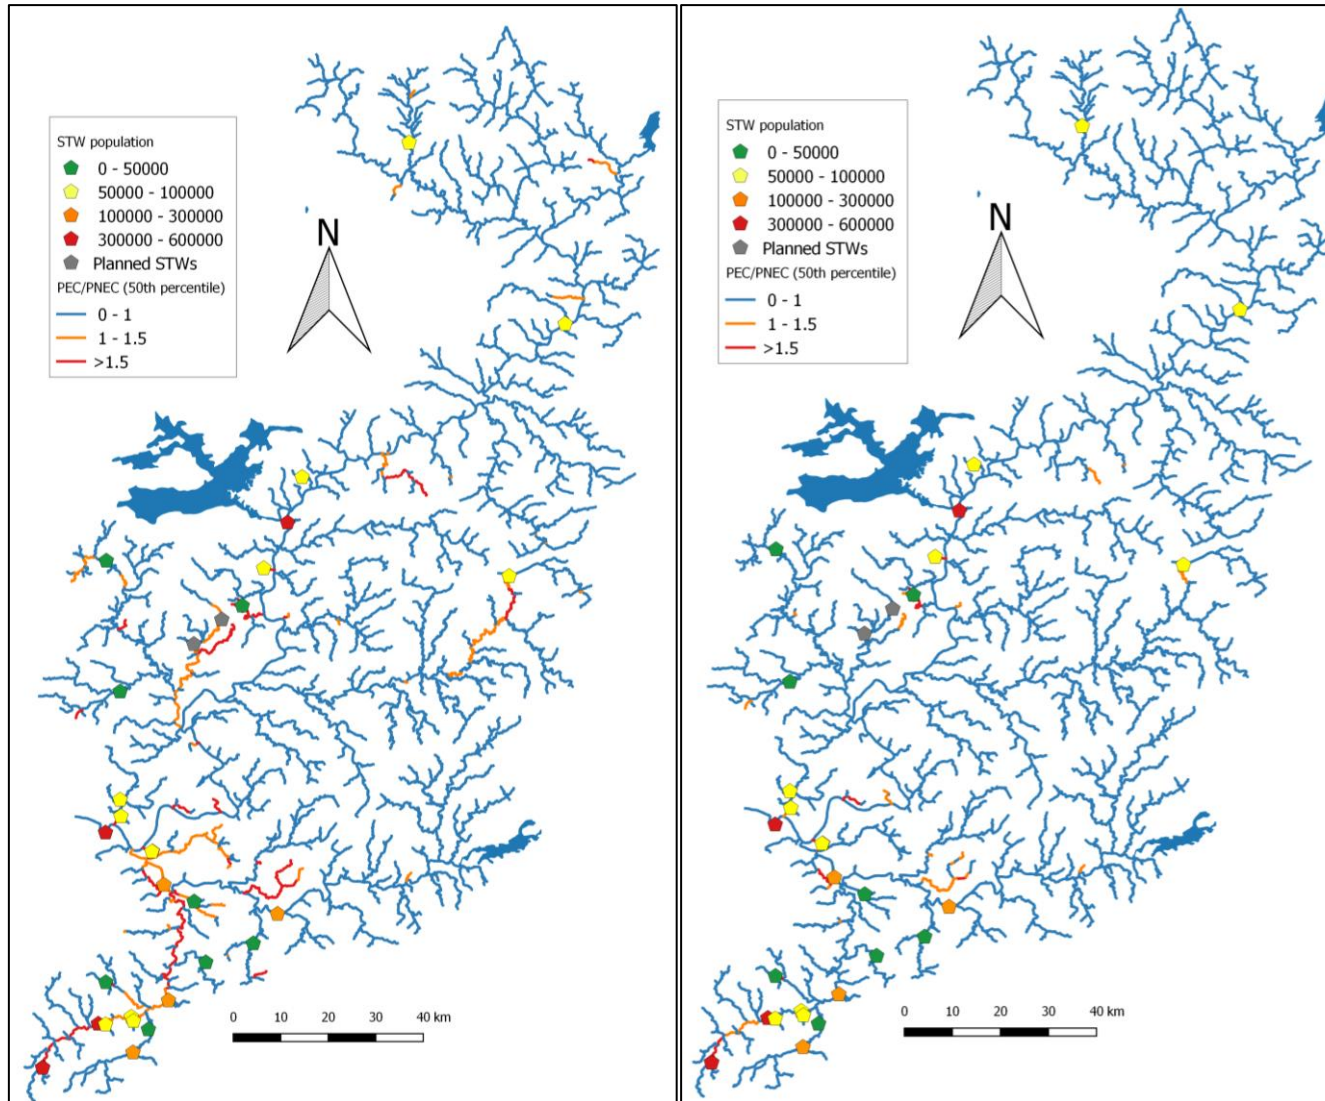 N
STW population
0 - 50000
50000 - 100000
100000 - 300000
300000 - 600000
Planned STWs
PEC/PNEC (50th percentile)
0 - 1
1 - 1.5
>1.5
0 10 20 30 40 km
N
STW population
0 - 50000
50000 - 100000
100000 - 300000
300000 - 600000
Planned STWs
PEC/PNEC (50th percentile)
0 - 1
1 - 1.5
>1.5
0 10 20 30 40 km